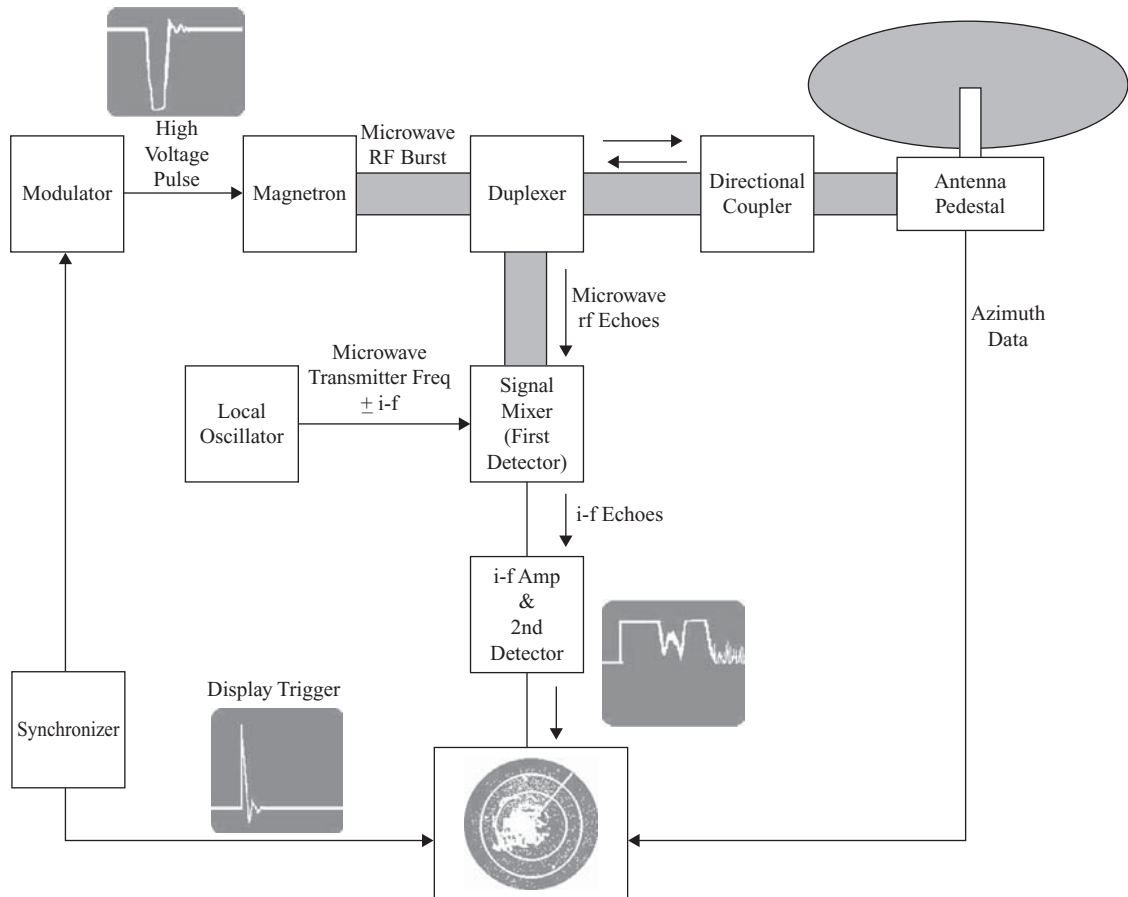 High
Voltage
Pulse
Microwave
RF Burst
Modulator
Magnetron
Duplexer
Directional
Coupler
Antenna
Pedestal
Microwave
rf Echoes
Azimuth
Data
Microwave
Transmitter Freq
± i-f
Local
Oscillator
Signal
Mixer
(First
Detector)
i-f Echoes
i-f Amp
&
2nd
Detector
Synchronizer
Display Trigger